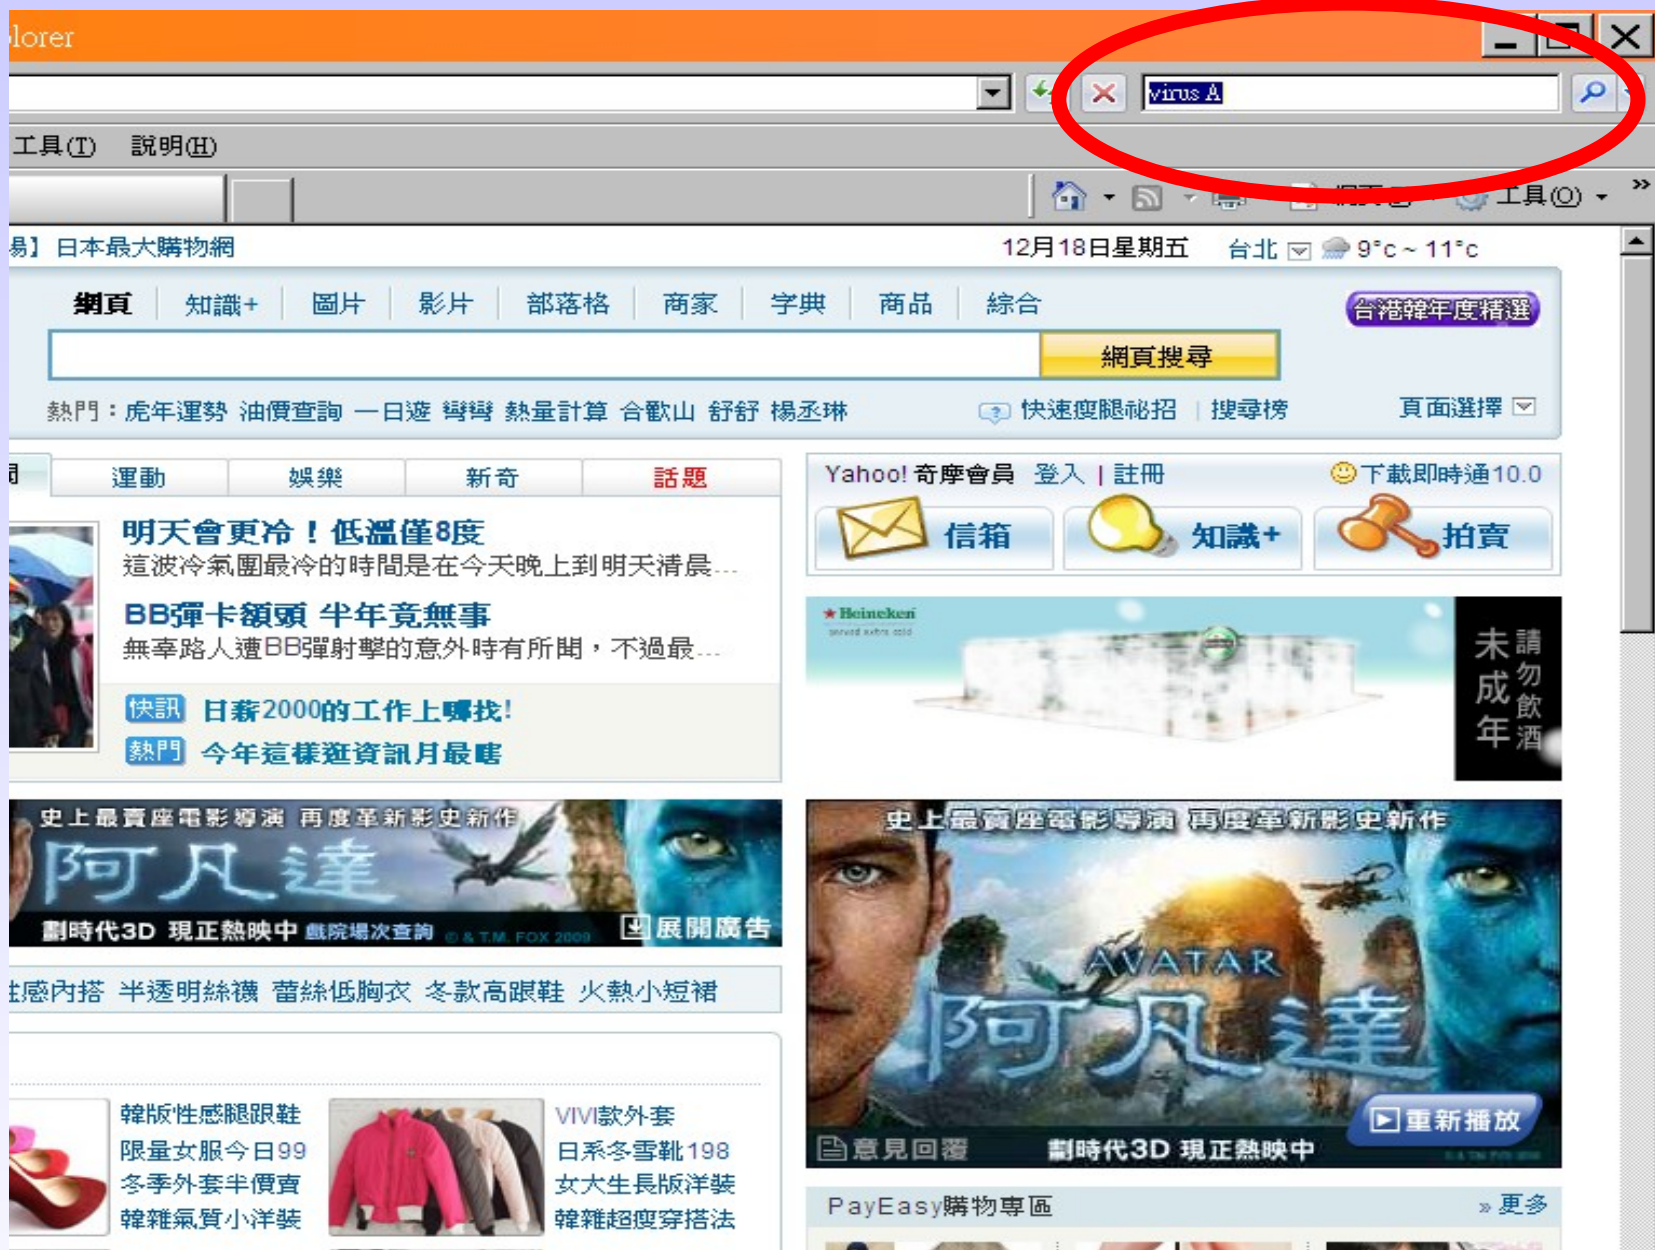 lorer
virus A
工具(T) 說明(H)
工具(O)
易】日本最大購物網
12月18日星期五 台北 9°c ~ 11°c
網頁 知識+ 圖片 影片 部落格 商家 字典 商品 綜合
台港韓年度精選
網頁搜尋
熱門：虎年運勢 油價查詢 一日遊 彎彎 熱量計算 合歡山 舒舒 楊丞琳
快速瘦腿祕招 搜尋榜
頁面選擇
運動 娛樂 新奇 話題
明天會更冷！低溫僅8度
這波冷氣團最冷的時間是在今天晚上到明天清晨...
BB彈卡額頭 半年竟無事
無辜路人遭BB彈射擊的意外時有所聞，不過最...
快訊 日薪2000的工作上哪找!
熱門 今年這樣逛資訊月最瞎
Yahoo!奇摩會員 登入 | 註冊
下載即時通10.0
信箱 知識+ 拍賣
Heineken
served extra cold
請勿飲酒
未成年
史上最賣座電影導演 再度革新影史新作
阿凡達
劃時代3D 現正熱映中 戲院場次查詢 © & T.M. FOX 2009
展開廣告
史上最賣座電影導演 再度革新影史新作
AVATAR
阿凡達
重新播放
意見回覆 劃時代3D 現正熱映中
性感內搭 半透明絲襪 蕾絲低胸衣 冬款高跟鞋 火熱小短裙
韓版性感腿跟鞋
限量女服今日99
冬季外套半價賣
韓雜氣質小洋裝
VIVI款外套
日系冬雪靴198
女大生長版洋裝
韓雜超瘦穿搭法
PayEasy購物專區 » 更多